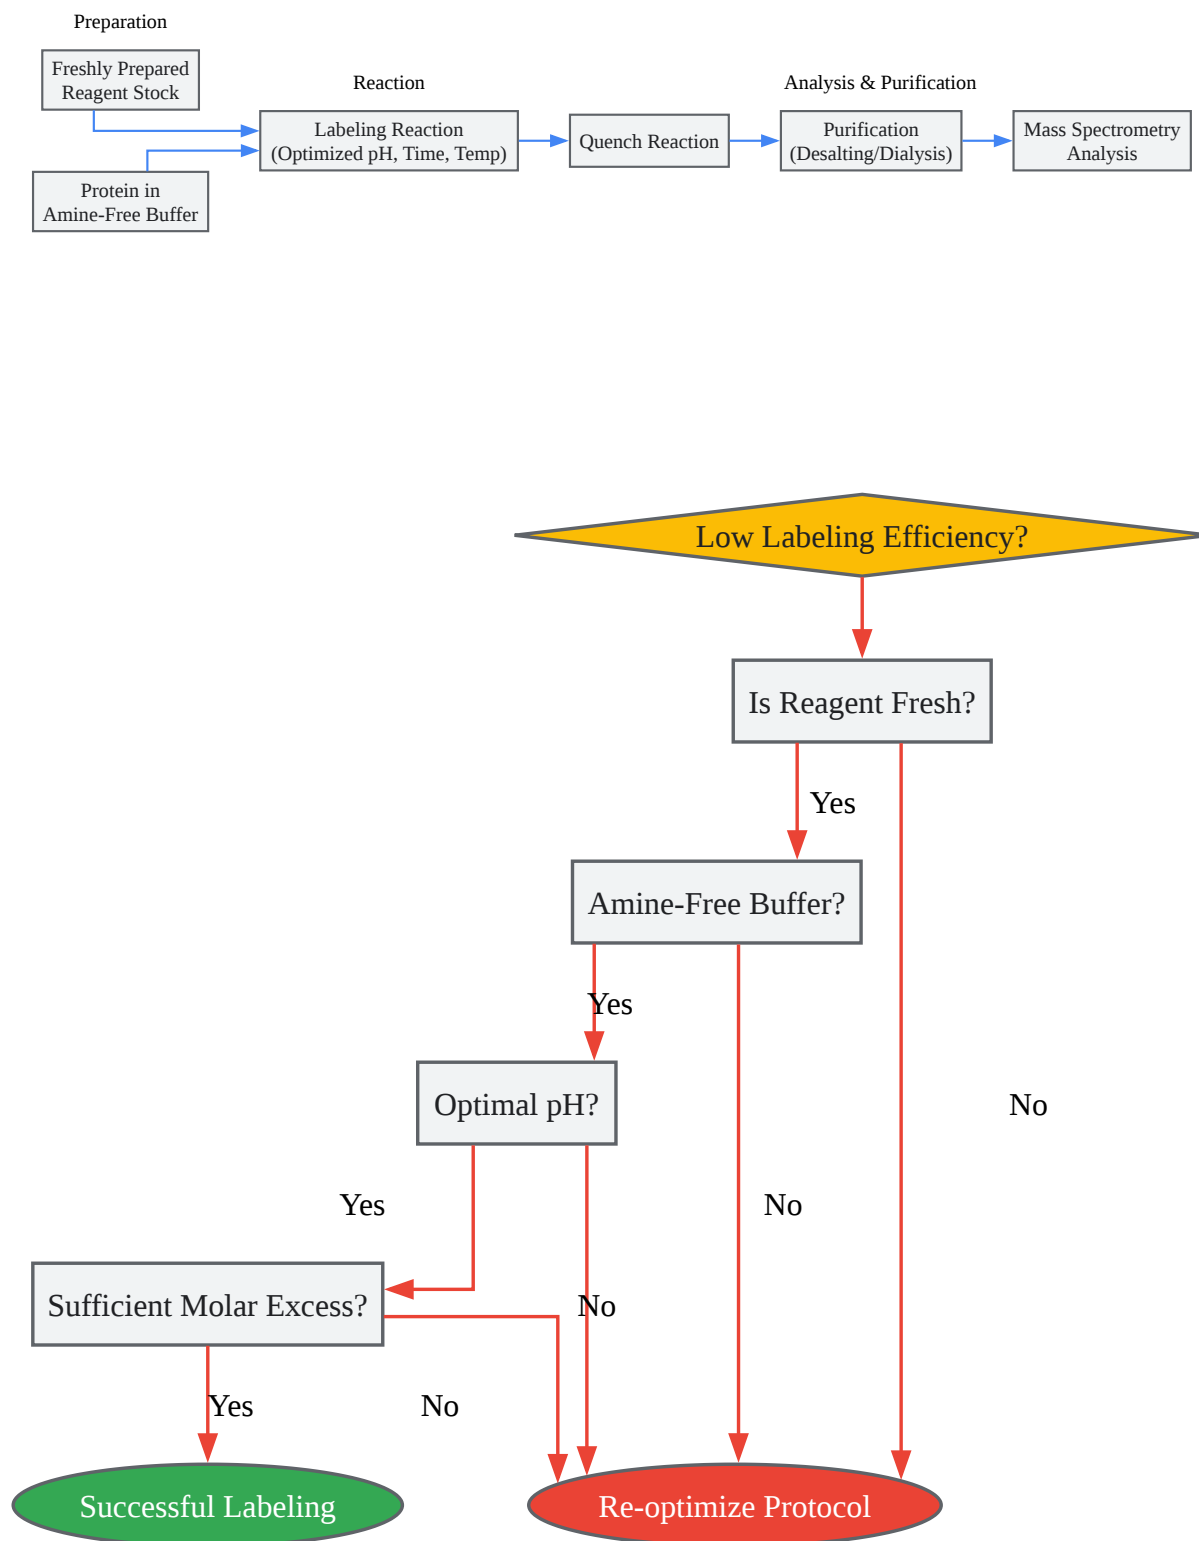 Preparation
Freshly Prepared
Reagent Stock
Protein in
Amine-Free Buffer
Reaction
Labeling Reaction
(Optimized pH, Time, Temp)
Quench Reaction
Analysis & Purification
Purification
(Desalting/Dialysis)
Mass Spectrometry
Analysis
Low Labeling Efficiency?
Is Reagent Fresh?
Yes
Amine-Free Buffer?
Yes
Optimal pH?
No
Yes
No
Sufficient Molar Excess?
No
Yes
No
Successful Labeling
Re-optimize Protocol